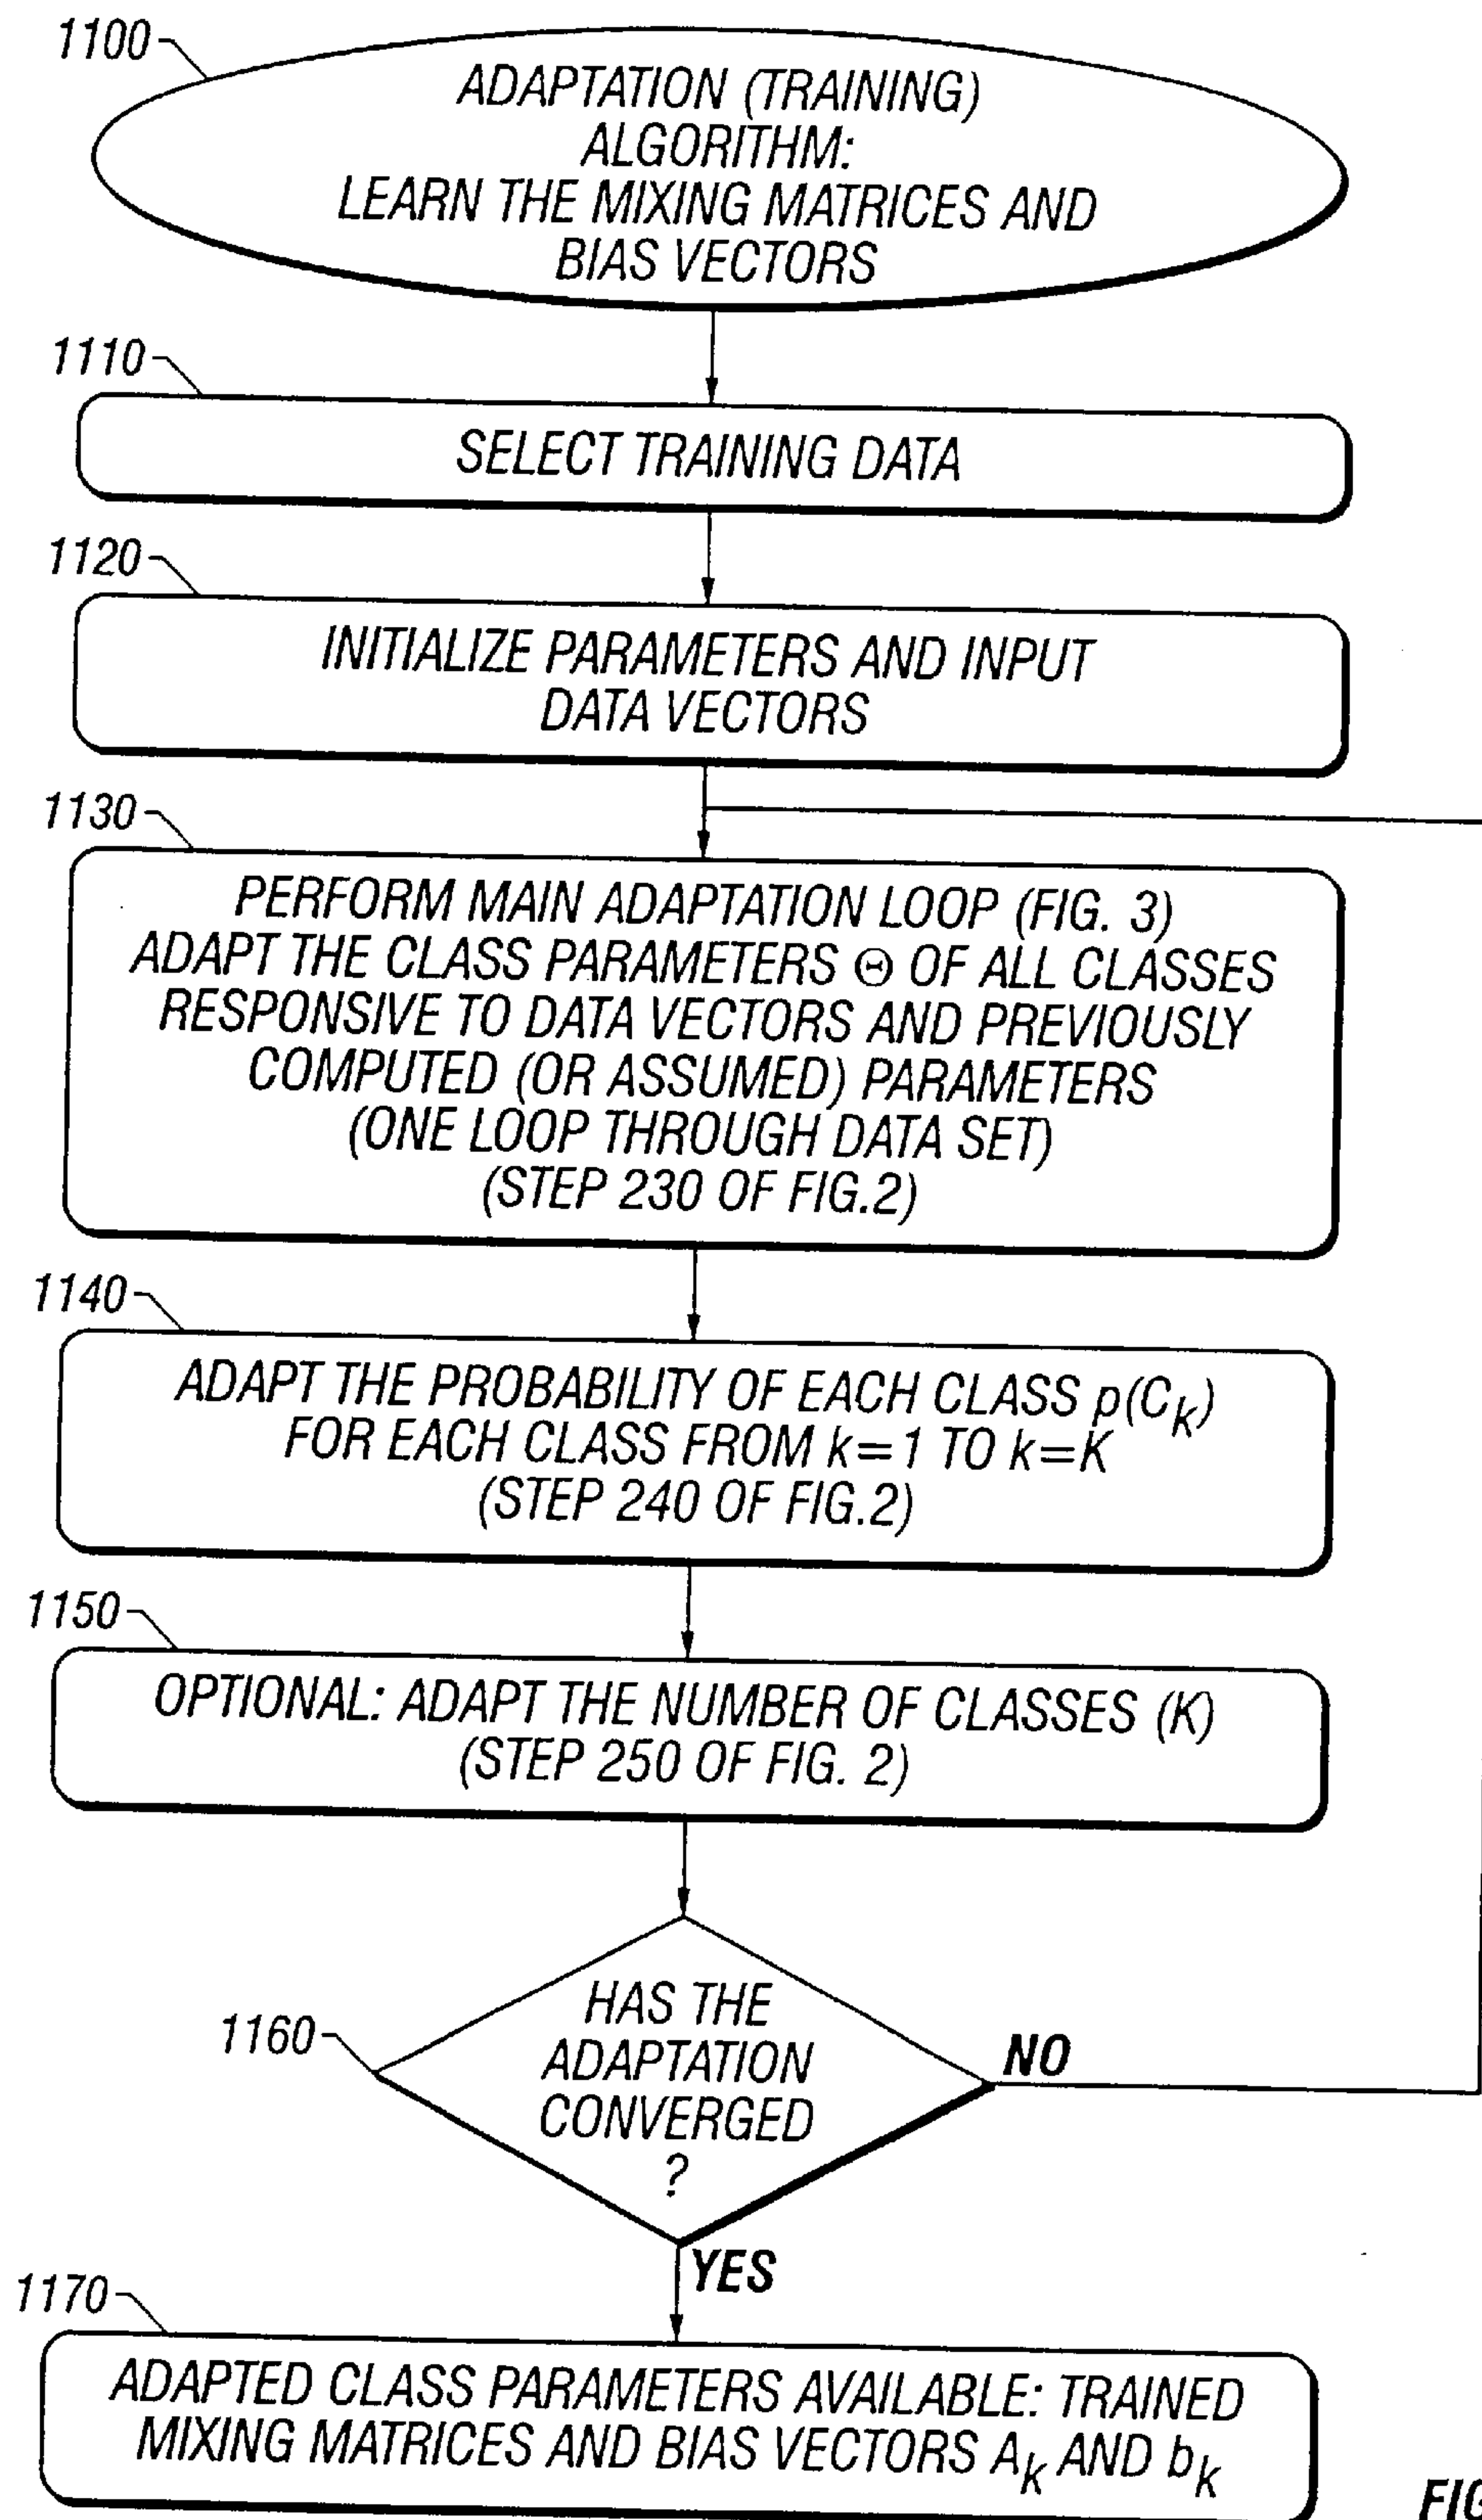 1100
ADAPTATION (TRAINING)
ALGORITHM:
LEARN THE MIXING MATRICES AND
BIAS VECTORS
1110
SELECT TRAINING DATA
1120
INITIALIZE PARAMETERS AND INPUT
DATA VECTORS
1130
PERFORM MAIN ADAPTATION LOOP (FIG. 3)
ADAPT THE CLASS PARAMETERS Θ OF ALL CLASSES
RESPONSIVE TO DATA VECTORS AND PREVIOUSLY
COMPUTED (OR ASSUMED) PARAMETERS
(ONE LOOP THROUGH DATA SET)
(STEP 230 OF FIG.2)
1140
ADAPT THE PROBABILITY OF EACH CLASS p(C_k)
FOR EACH CLASS FROM k=1 TO k=K
(STEP 240 OF FIG.2)
1150
OPTIONAL: ADAPT THE NUMBER OF CLASSES (K)
(STEP 250 OF FIG. 2)
1160
HAS THE
ADAPTATION
CONVERGED
?
NO
YES
1170
ADAPTED CLASS PARAMETERS AVAILABLE: TRAINED
MIXING MATRICES AND BIAS VECTORS A_k AND b_k
FIG